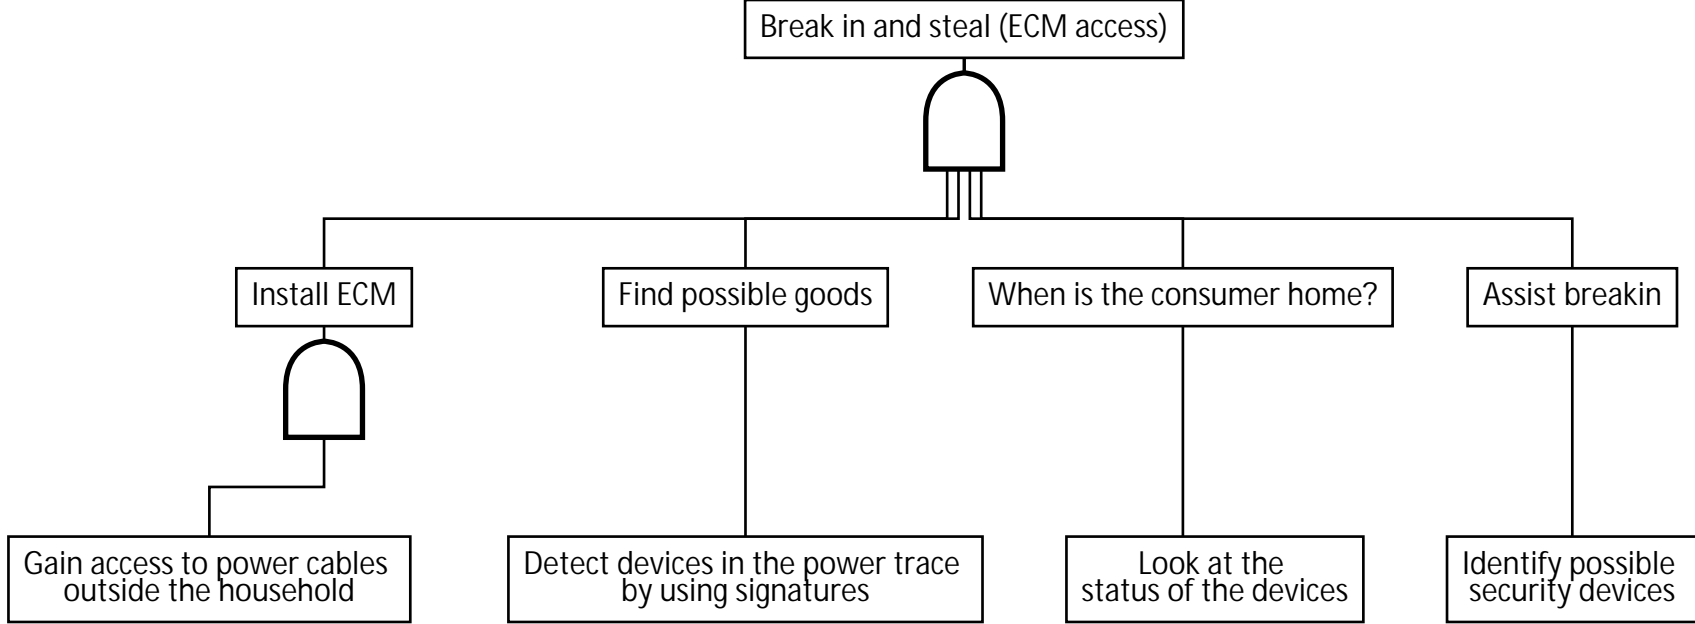 Break in and steal (ECM access)
Install ECM
Find possible goods
When is the consumer home?
Assist breakin
Gain access to power cables
outside the household
Detect devices in the power trace
by using signatures
Look at the
status of the devices
Identify possible
security devices